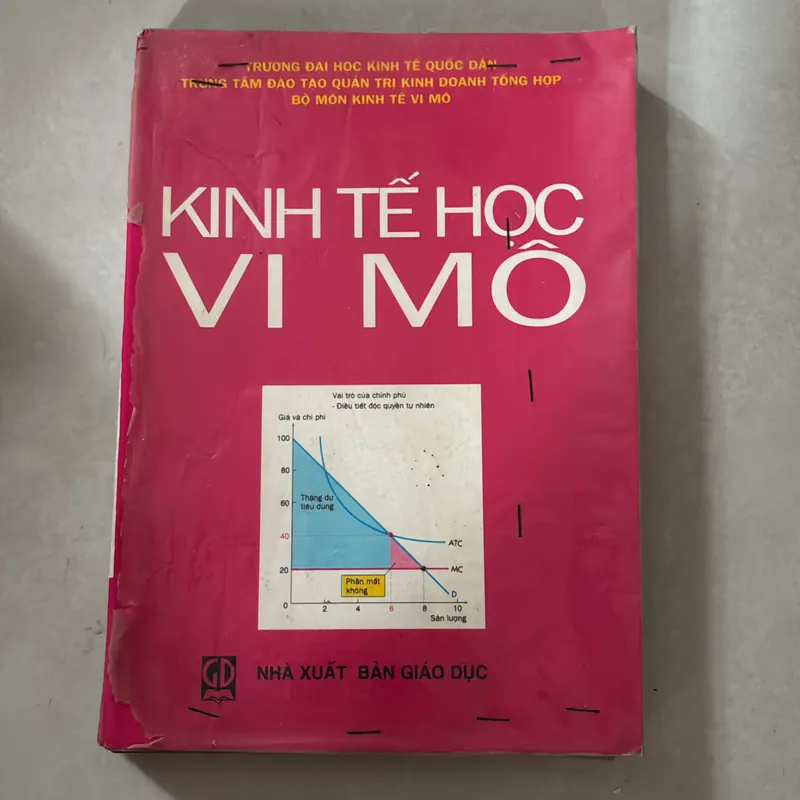 TRƯỜNG ĐẠI HỌC KINH TẾ QUỐC DÂN
TRUNG TÂM ĐÀO TẠO QUẢN TRỊ KINH DOANH TỔNG HỢP
BỘ MÔN KINH TẾ VI MÔ
KINH TẾ HỌC
VI MÔ
Vai trò của chính phủ
- Điều tiết độc quyền tự nhiên
Giá và chi phí
100
80
Thặng dư
tiêu dùng
60
40
ATC
20
MC
Phần mất
không
D
0 2 4 6 8 10
Sản lượng
GD
NHÀ XUẤT BẢN GIÁO DỤC